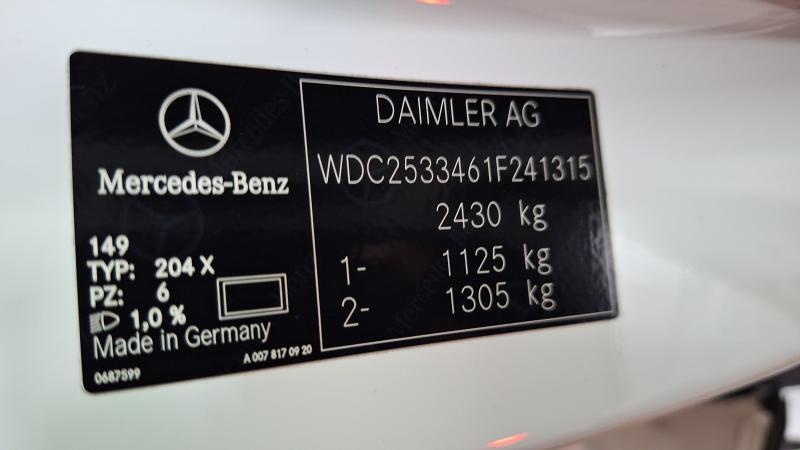 Mercedes-Benz
149
TYP: 204 X
PZ: 6
1,0 %
Made in Germany
A 007 817 09 20
0687599
DAIMLER AG
WDC2533461F241315
2430 kg
1- 1125 kg
2- 1305 kg